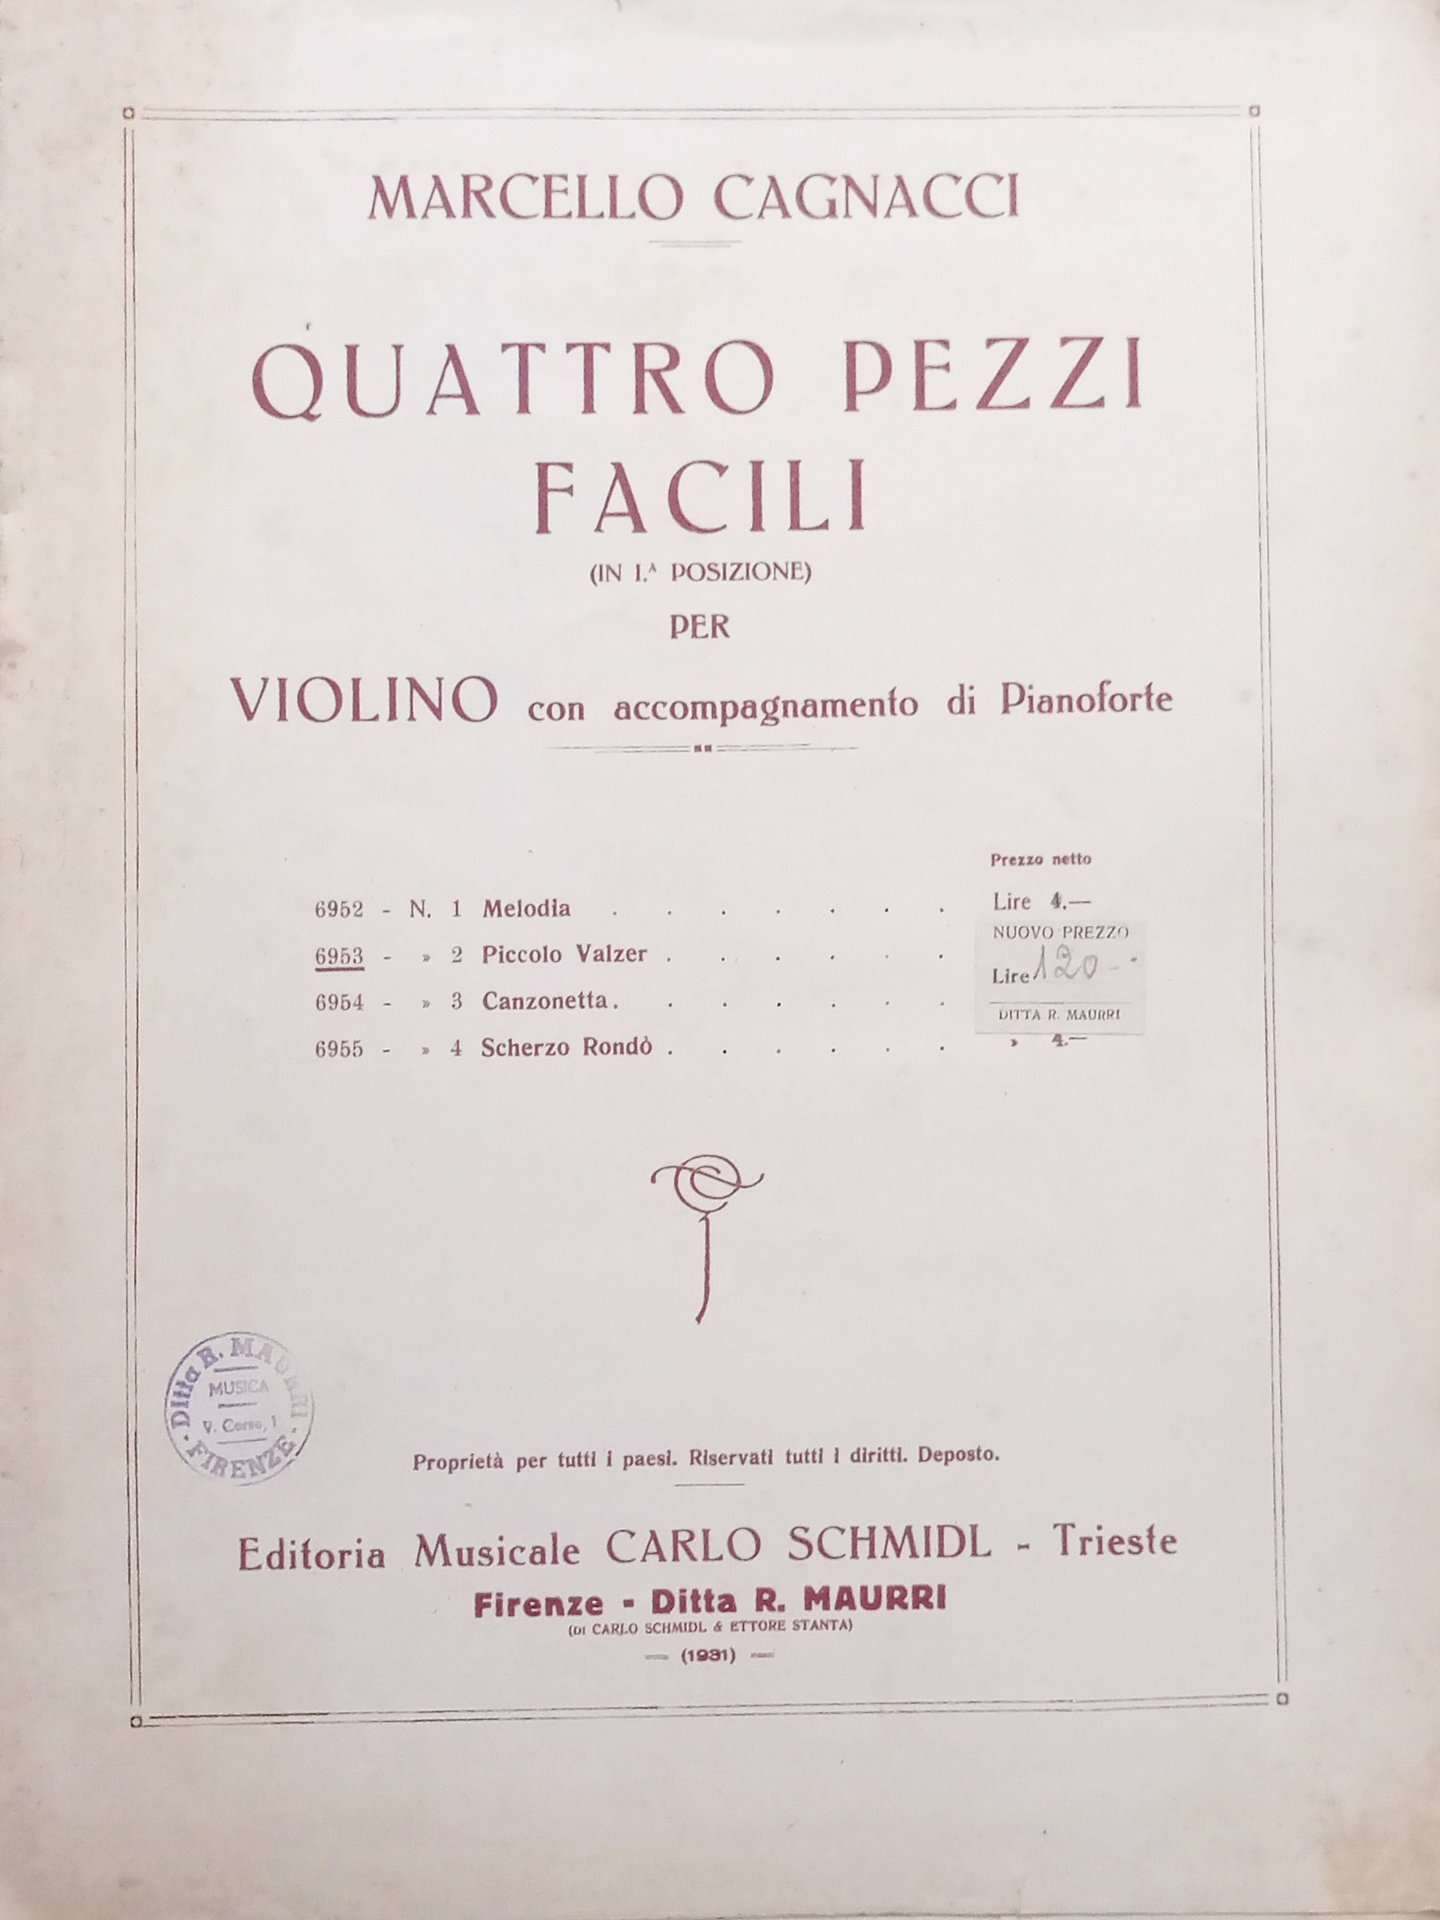 MARCELLO CAGNACCI
QUATTRO PEZZI
FACILI
(IN I.ᴬ POSIZIONE)
PER
VIOLINO con accompagnamento di Pianoforte
Prezzo netto
6952 - N. 1 Melodia . . . . . . . Lire 4.—
NUOVO PREZZO
6953 - » 2 Piccolo Valzer . . . . . .
Lire 120 -
6954 - » 3 Canzonetta . . . . . . .
DITTA R. MAURRI
6955 - » 4 Scherzo Rondò . . . . . . » 4.—
Ditta R. MAURRI
MUSICA
V. Corso, 1
FIRENZE
Proprietà per tutti i paesi. Riservati tutti i diritti. Deposto.
Editoria Musicale CARLO SCHMIDL - Trieste
Firenze - Ditta R. MAURRI
(DI CARLO SCHMIDL & ETTORE STANTA)
(1931)